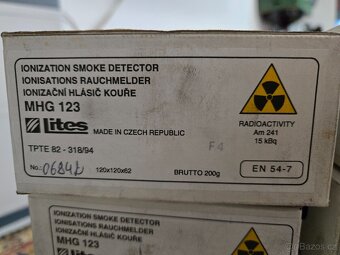 IONIZATION SMOKE DETECTOR
IONISATIONS RAUCHMELDER
IONIZAČNÍ HLÁSIČ KOUŘE
MHG 123
lites MADE IN CZECH REPUBLIC
TPTE 82 - 318/94
F4
No.:
120x120x62
BRUTTO 200g
RADIOACTIVITY
Am 241
15 kBq
EN 54-7
IONIZATION SMOKE DETECTOR
IONISATIONS RAUCHMELDER
IONIZAČNÍ HLÁSIČ KOUŘE
MHG 123